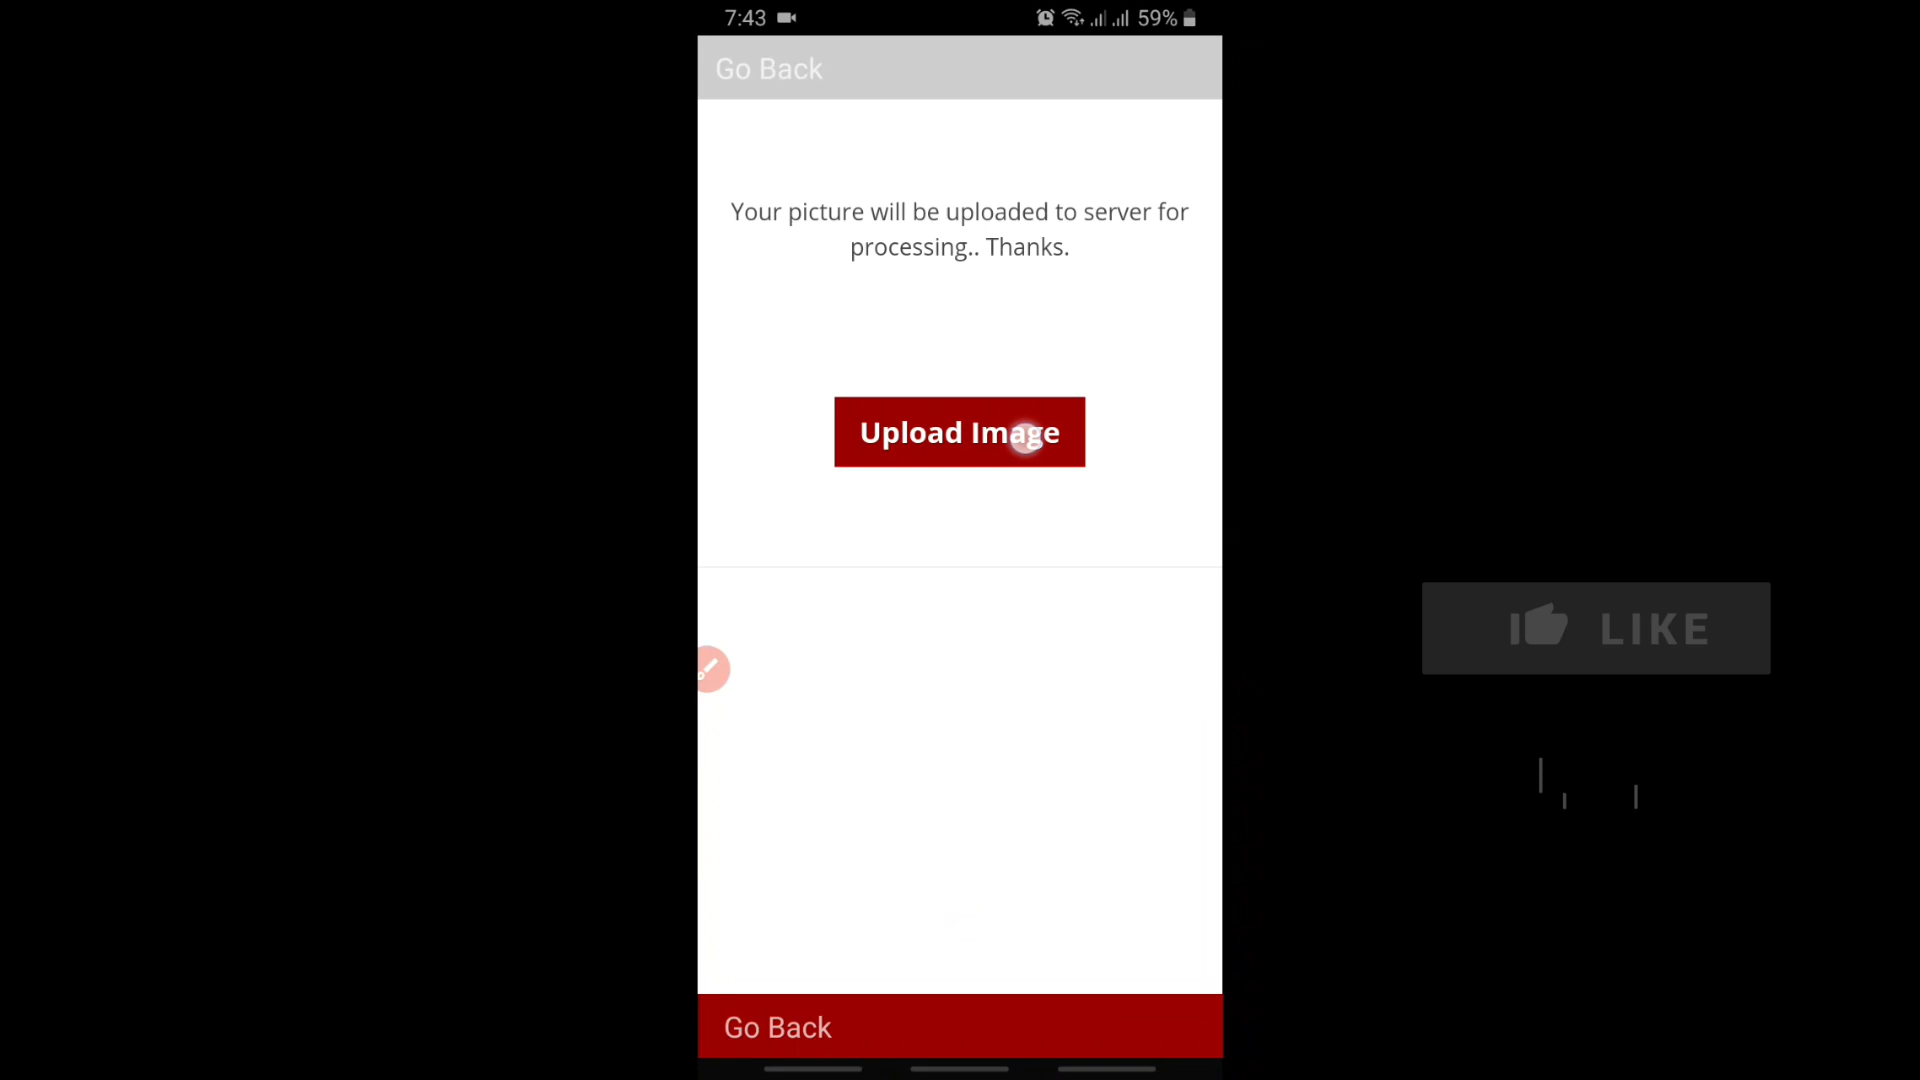 7:43 59%
Go Back
Your picture will be uploaded to server for
processing.. Thanks.
Upload Image
LIKE
Go Back